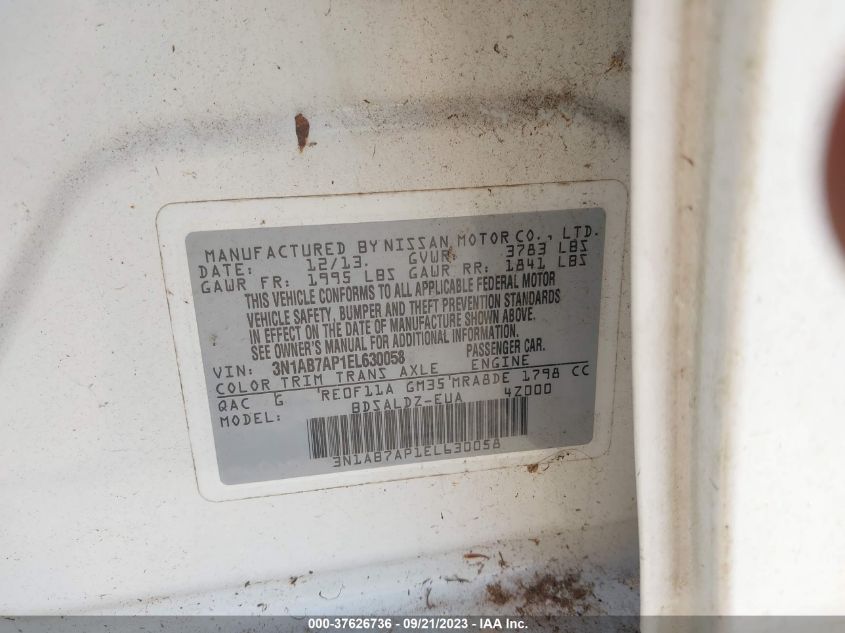 MANUFACTURED BY NISSAN MOTOR CO., LTD.
DATE: 12/13. GVWR: 3783 LBS
GAWR FR: 1995 LBS GAWR RR: 1841 LBS
THIS VEHICLE CONFORMS TO ALL APPLICABLE FEDERAL MOTOR
VEHICLE SAFETY, BUMPER AND THEFT PREVENTION STANDARDS
IN EFFECT ON THE DATE OF MANUFACTURE SHOWN ABOVE.
SEE OWNER'S MANUAL FOR ADDITIONAL INFORMATION.
VIN: 3N1AB7AP1EL630058 PASSENGER CAR.
COLOR TRIM TRANS AXLE ENGINE
QAC G RE0F11A GM35 MRA8DE 1798 CC
MODEL: BDSALDZ-EUA 4Z000
3N1AB7AP1EL630058
000-37626736 - 09/21/2023 - IAAI.COM